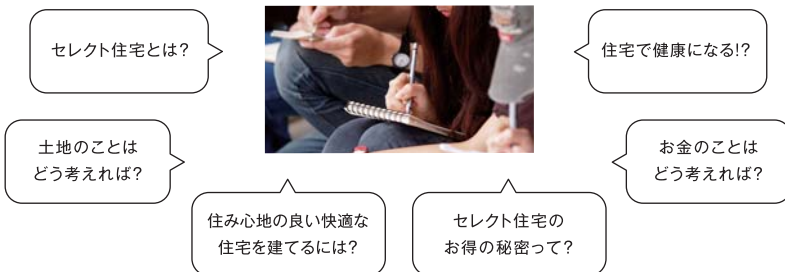 セレクト住宅とは?
住宅で健康になる!?
土地のことは
どう考えれば?
お金のことは
どう考えれば?
住み心地の良い快適な
住宅を建てるには?
セレクト住宅の
お得の秘密って?